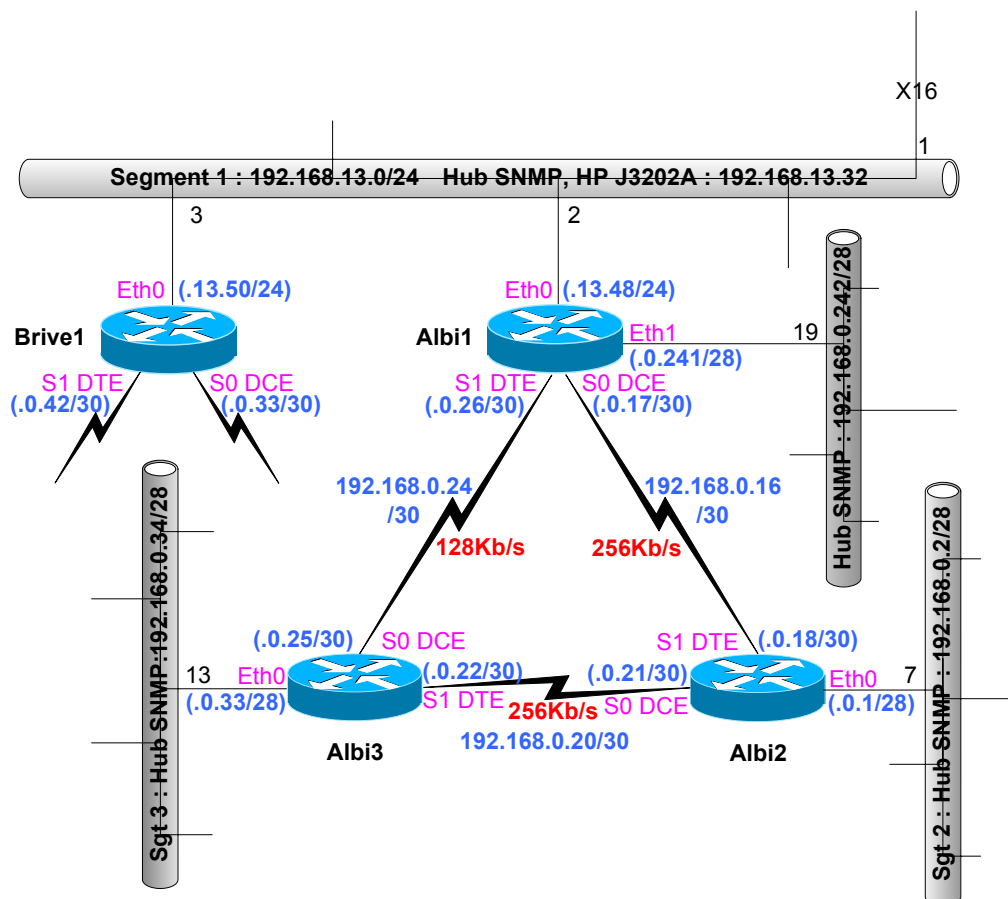 X16
1
Segment 1 : 192.168.13.0/24 Hub SNMP, HP J3202A : 192.168.13.32
3
2
Eth0 (.13.50/24)
Brive1
S1 DTE
(.0.42/30)
S0 DCE
(.0.33/30)
Eth0 (.13.48/24)
Albi1
Eth1
(.0.241/28)
19
S1 DTE
(.0.26/30)
S0 DCE
(.0.17/30)
Hub SNMP : 192.168.0.242/28
192.168.0.24
/30
128Kb/s
192.168.0.16
/30
256Kb/s
Sgt 3 : Hub SNMP:192.168.0.34/28
13
Eth0
(.0.33/28)
(.0.25/30)
S0 DCE
(.0.22/30)
S1 DTE
Albi3
256Kb/s
192.168.0.20/30
(.0.21/30)
S0 DCE
S1 DTE
(.0.18/30)
Eth0
7
(.0.1/28)
Albi2
Sgt 2 : Hub SNMP : 192.168.0.2/28